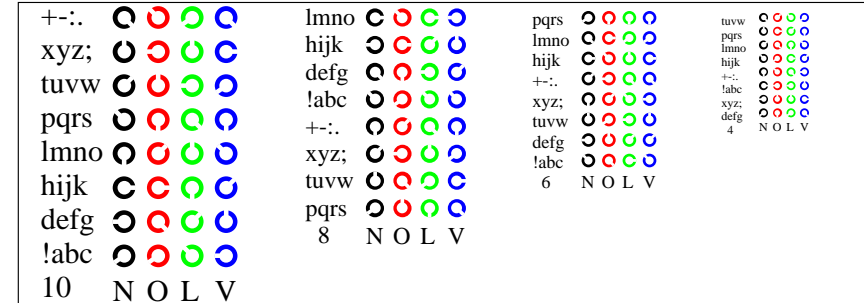 +-:.
xyz;
tuvw
pqrs
lmno
hijk
defg
!abc
10 N O L V
lmno
hijk
defg
!abc
+-:.
xyz;
tuvw
pqrs
8 N O L V
pqrs
lmno
hijk
+-:.
xyz;
tuvw
defg
!abc
6 N O L V
tuvw
pqrs
lmno
hijk
+-:.
!abc
xyz;
defg
4 N O L V